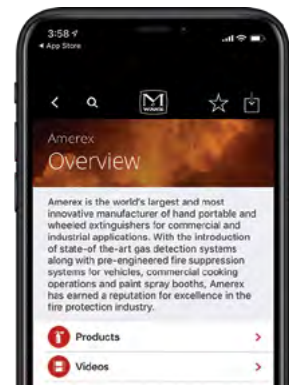 3:58
App Store
M
Amerex
Overview
Amerex is the world's largest and most
innovative manufacturer of hand portable and
wheeled extinguishers for commercial and
industrial applications. With the introduction
of state-of the-art gas detection systems
along with pre-engineered fire suppression
systems for vehicles, commercial cooking
operations and paint spray booths, Amerex
has earned a reputation for excellence in the
fire protection industry.
Products
Videos